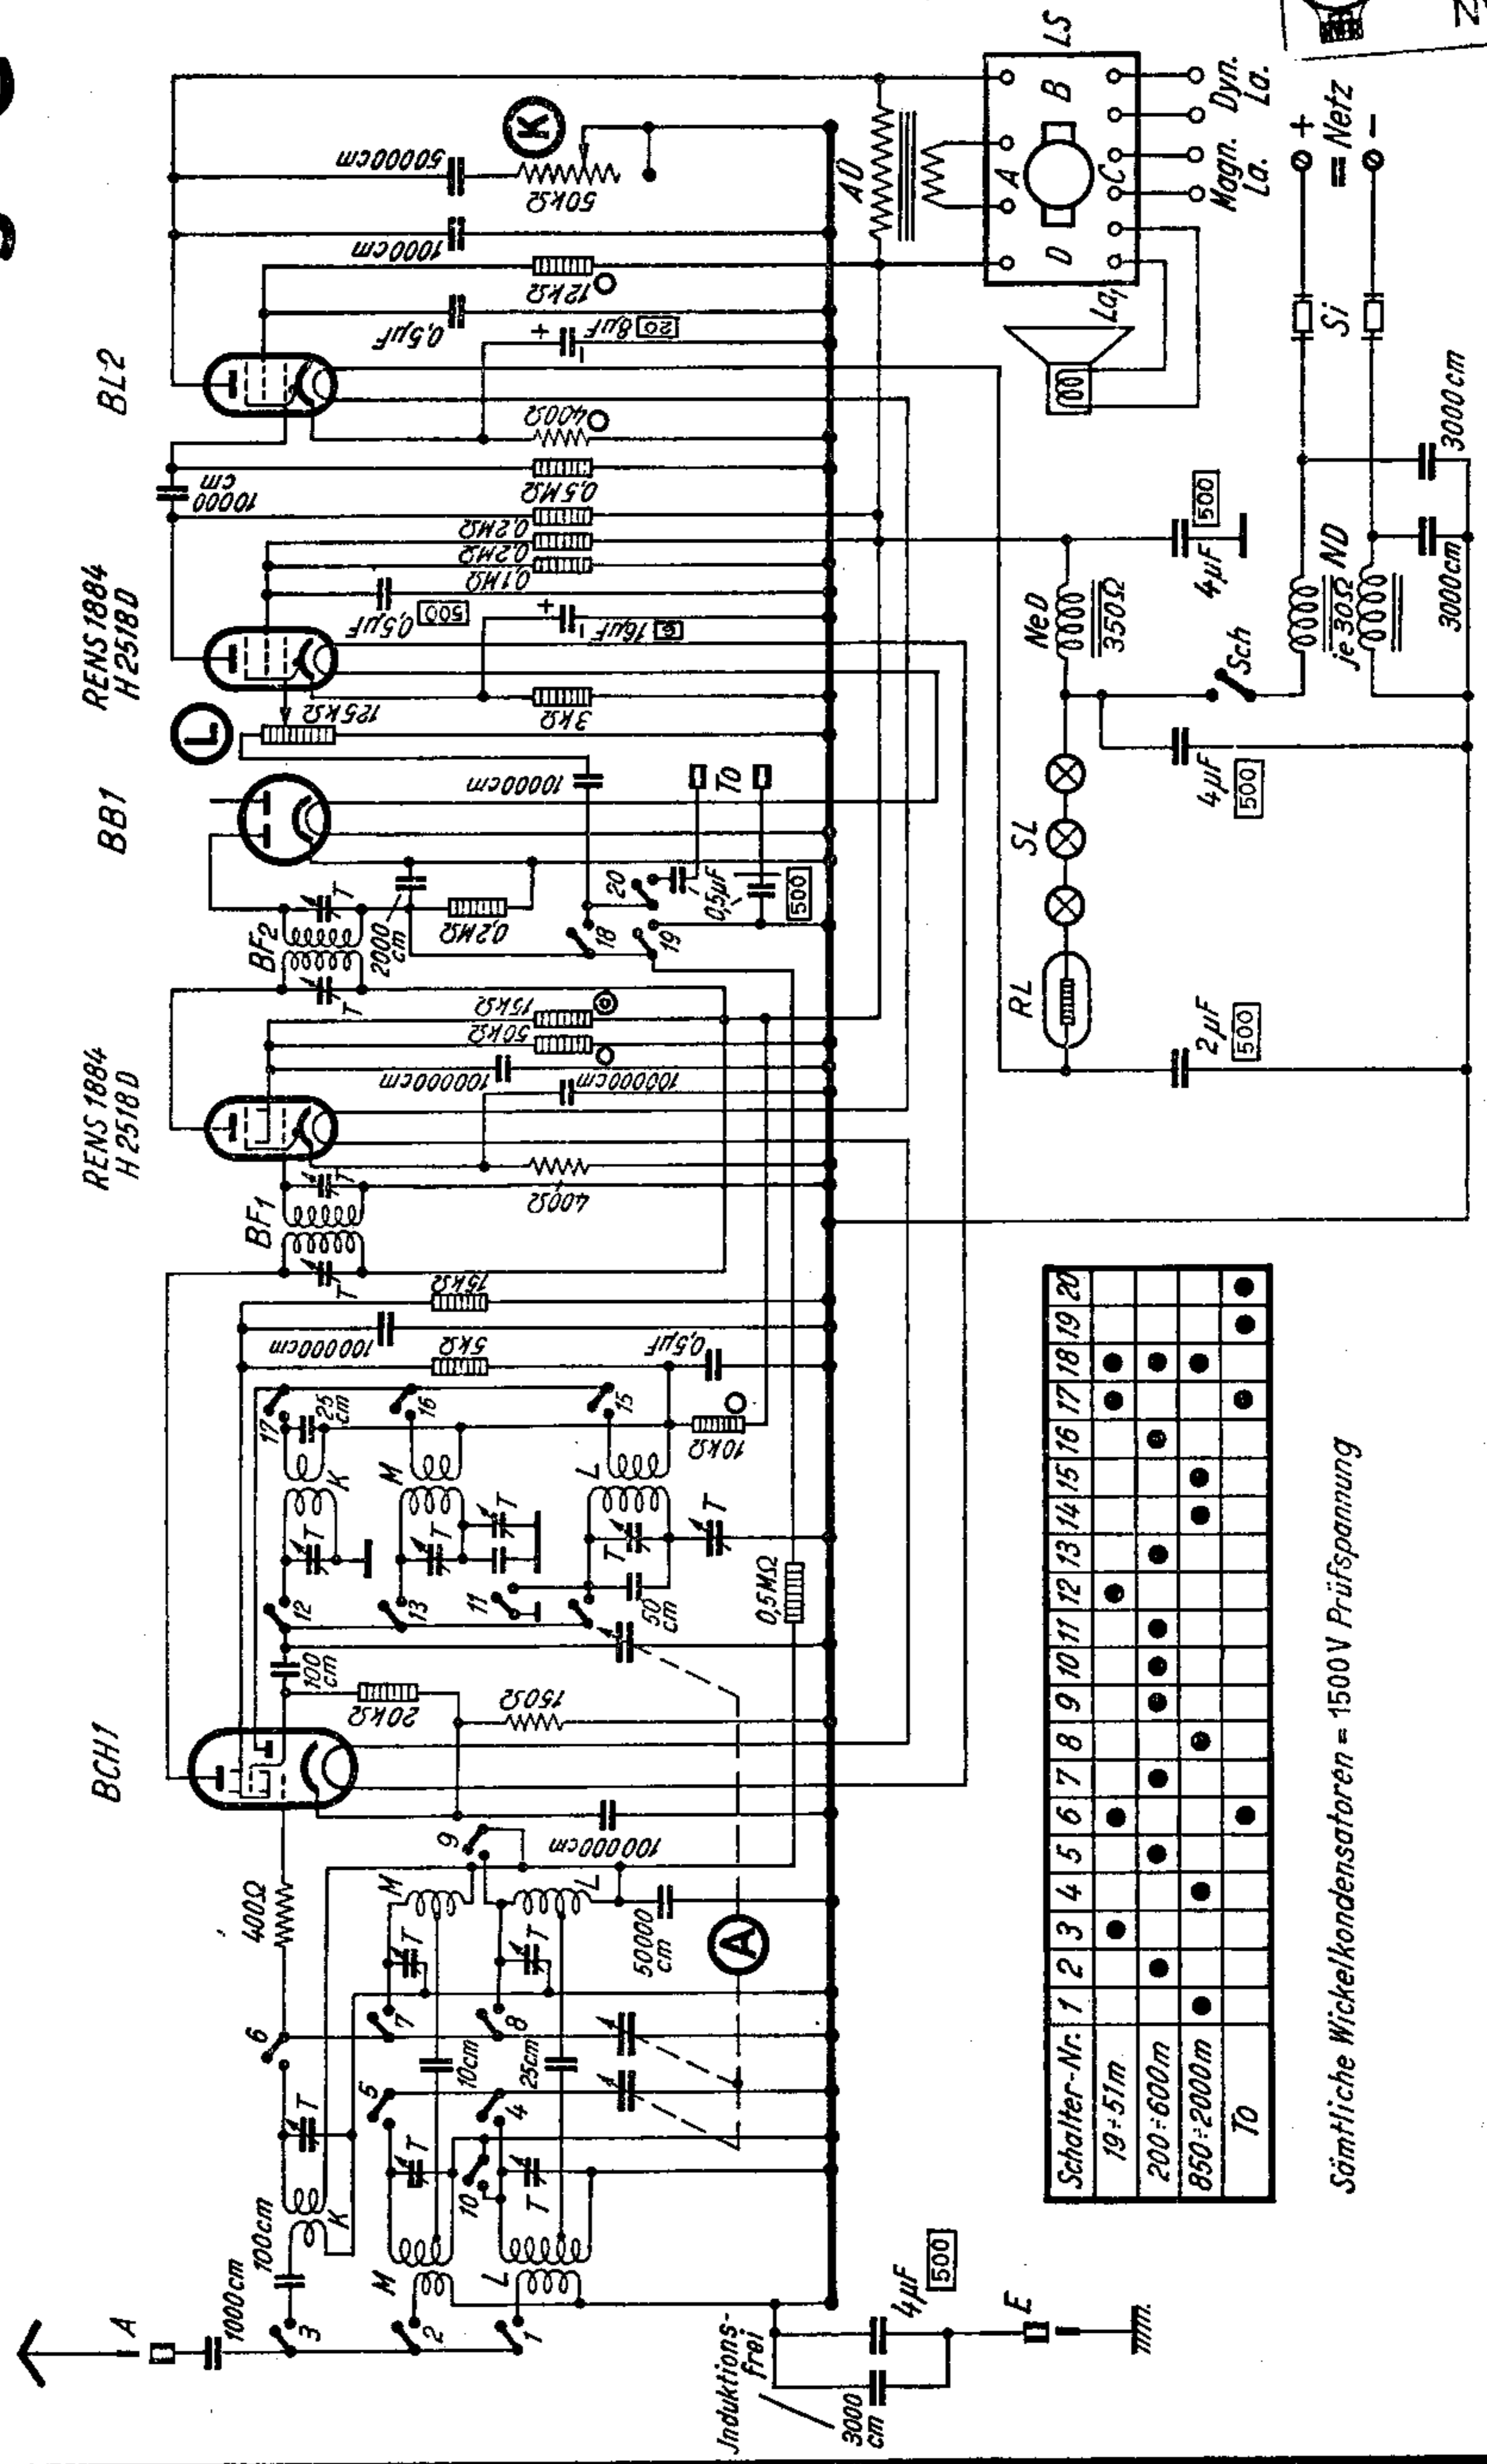 BCH1
RENS 1884
H 2518 D
BB1
RENS 1884
H 2518 D
BL2
A
1000cm
100cm
3
2
1
K
M
L
T
T
T
6
5
4
10
7
8
9
10cm
25cm
T
T
M
L
400Ω
50000
cm
A
100000cm
20kΩ
150Ω
100
cm
12
13
11
50
cm
T
T
T
T
T
K
M
L
17
16
15
25
cm
10kΩ
5kΩ
0,5µF
100000cm
15kΩ
0,5MΩ
BF1
T
T
400Ω
100000cm
100000cm
50kΩ
15kΩ
BF2
T
T
2000
cm
0,2MΩ
18
19
20
0,5µF
500
TO
10000cm
L
125kΩ
3kΩ
16µF
6
0,5µF
500
0,1MΩ
0,2MΩ
0,2MΩ
10000
cm
0,5MΩ
400Ω
8µF
20
0,5µF
12kΩ
1000cm
50000cm
50kΩ
K
AD
LS
A
B
C
D
La1
Magn.
La.
Dyn.
La.
Netz
+
-
Si
ND
je 30Ω
3000cm
3000cm
Sch
NeD
350Ω
4µF
500
4µF
500
SL
RL
2µF
500
Induktions-
frei
3000
cm
4µF
500
E
Schalter-Nr. 1 2 3 4 5 6 7 8 9 10 11 12 13 14 15 16 17 18 19 20
19÷51m
200÷600m
850÷2000m
TO
Sämtliche Wickelkondensatoren = 1500V Prüfspannung